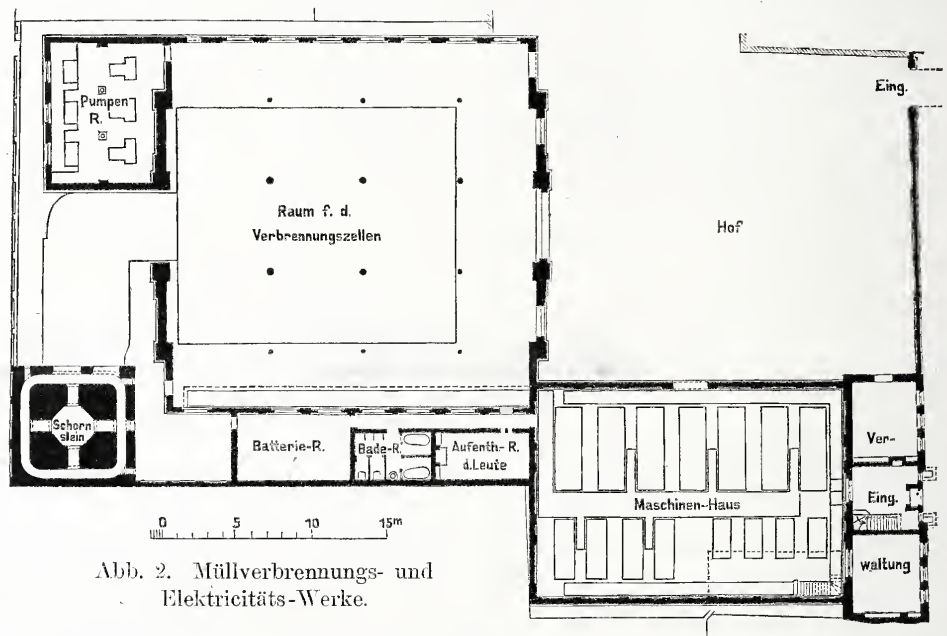 Pumpen
R.
Eing.
Raum f. d.
Verbrennungszellen
Hof
Schorn
stein
Batterie-R.
Bade-R.
Aufenth.-R.
d. Leute
Maschinen-Haus
Ver-
Eing.
waltung
0 5 10 15m
Abb. 2. Müllverbrennungs- und
Elektricitäts-Werke.